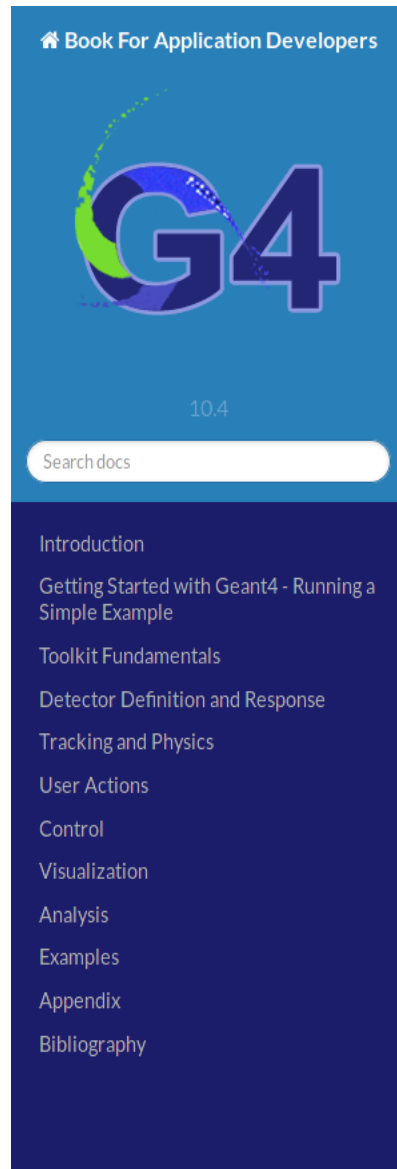 Book For Application Developers
G4
10.4
Search docs
Introduction
Getting Started with Geant4 - Running a
Simple Example
Toolkit Fundamentals
Detector Definition and Response
Tracking and Physics
User Actions
Control
Visualization
Analysis
Examples
Appendix
Bibliography